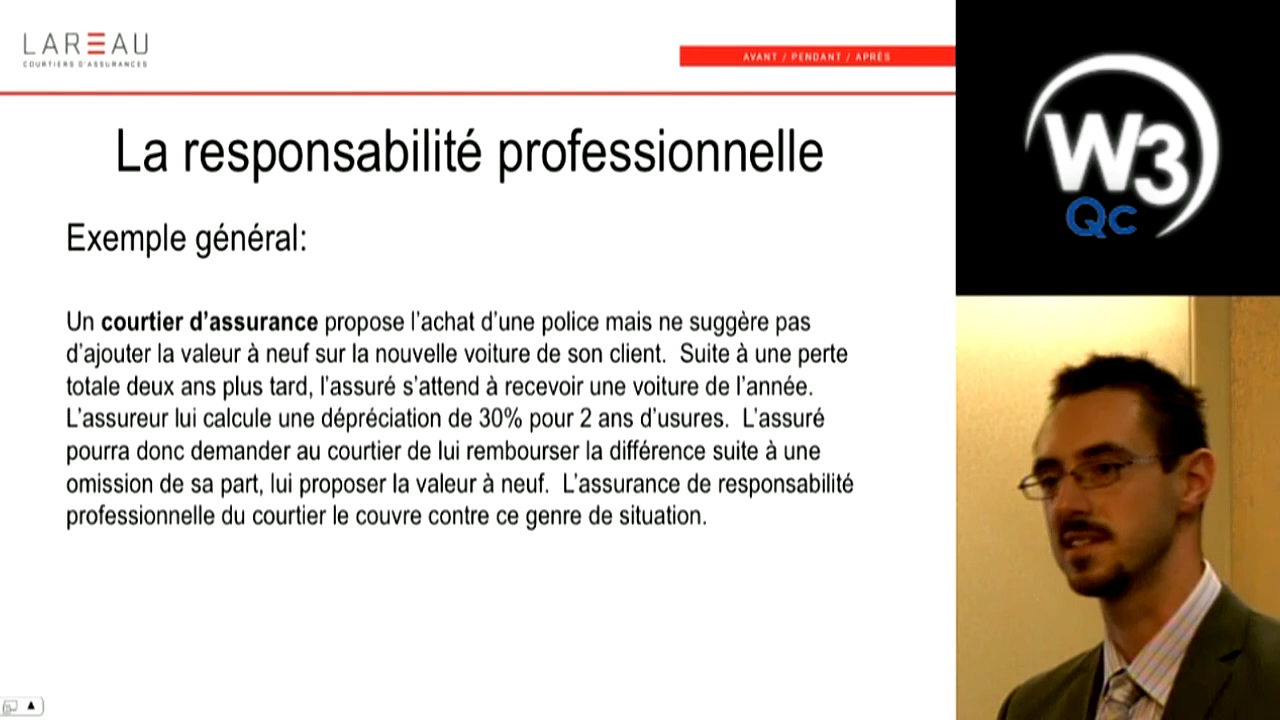 LAREAU
COURTIERS D'ASSURANCES
AVANT / PENDANT / APRÈS
La responsabilité professionnelle
Exemple général:
Un courtier d’assurance propose l’achat d’une police mais ne suggère pas
d’ajouter la valeur à neuf sur la nouvelle voiture de son client.  Suite à une perte
totale deux ans plus tard, l’assuré s’attend à recevoir une voiture de l’année.
L’assureur lui calcule une dépréciation de 30% pour 2 ans d’usures.  L’assuré
pourra donc demander au courtier de lui rembourser la différence suite à une
omission de sa part, lui proposer la valeur à neuf.  L’assurance de responsabilité
professionnelle du courtier le couvre contre ce genre de situation.
W3
Qc